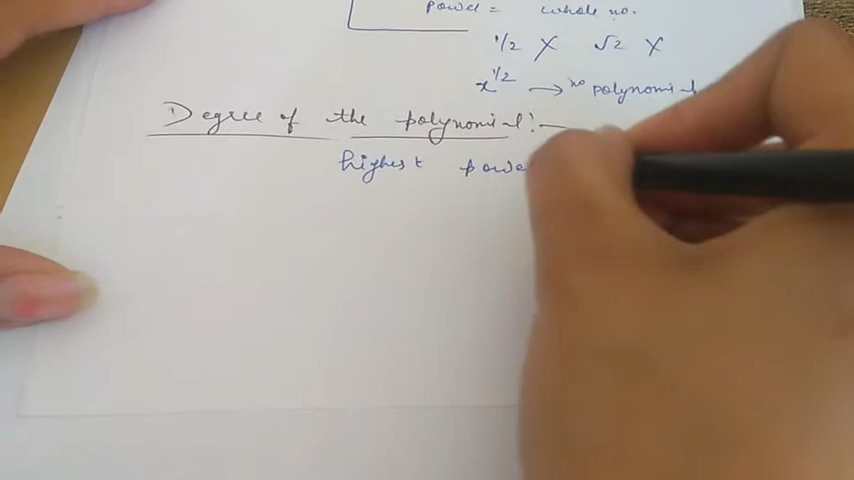 Power = whole no.
1/2 X √2 X
x^1/2 → no polynomial
Degree of the polynomial:—
highest powe